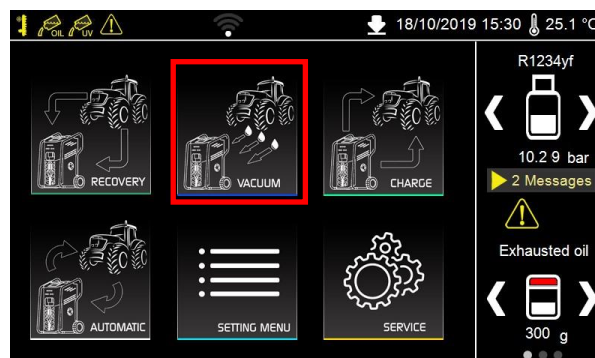 OIL UV 18/10/2019 15:30 25.1 °C
R1234yf
10.2 9 bar
2 Messages
RECOVERY VACUUM CHARGE
Exhausted oil
AUTOMATIC SETTING MENU SERVICE
300 g